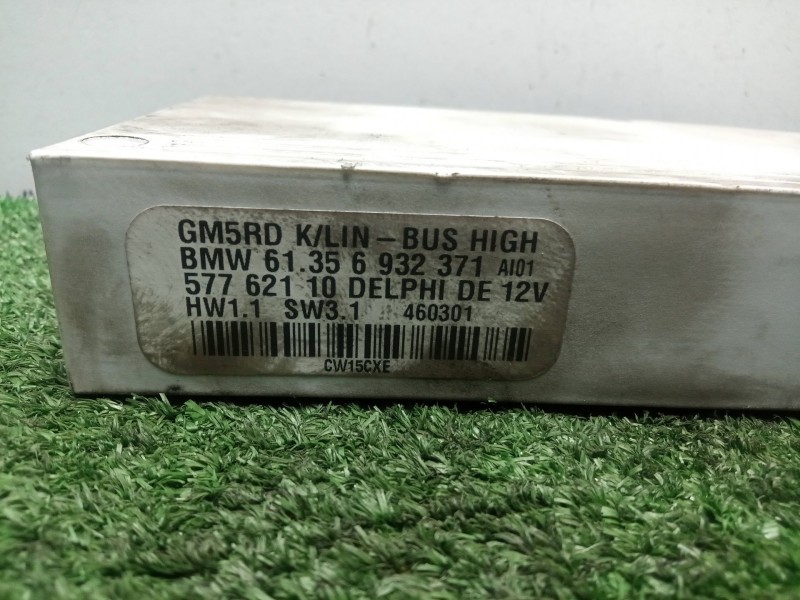 GM5RD K/LIN – BUS HIGH
BMW 61.35 6 932 371 AI01
577 621 10 DELPHI DE 12V
HW1.1 SW3.1 460301
CW15CXE